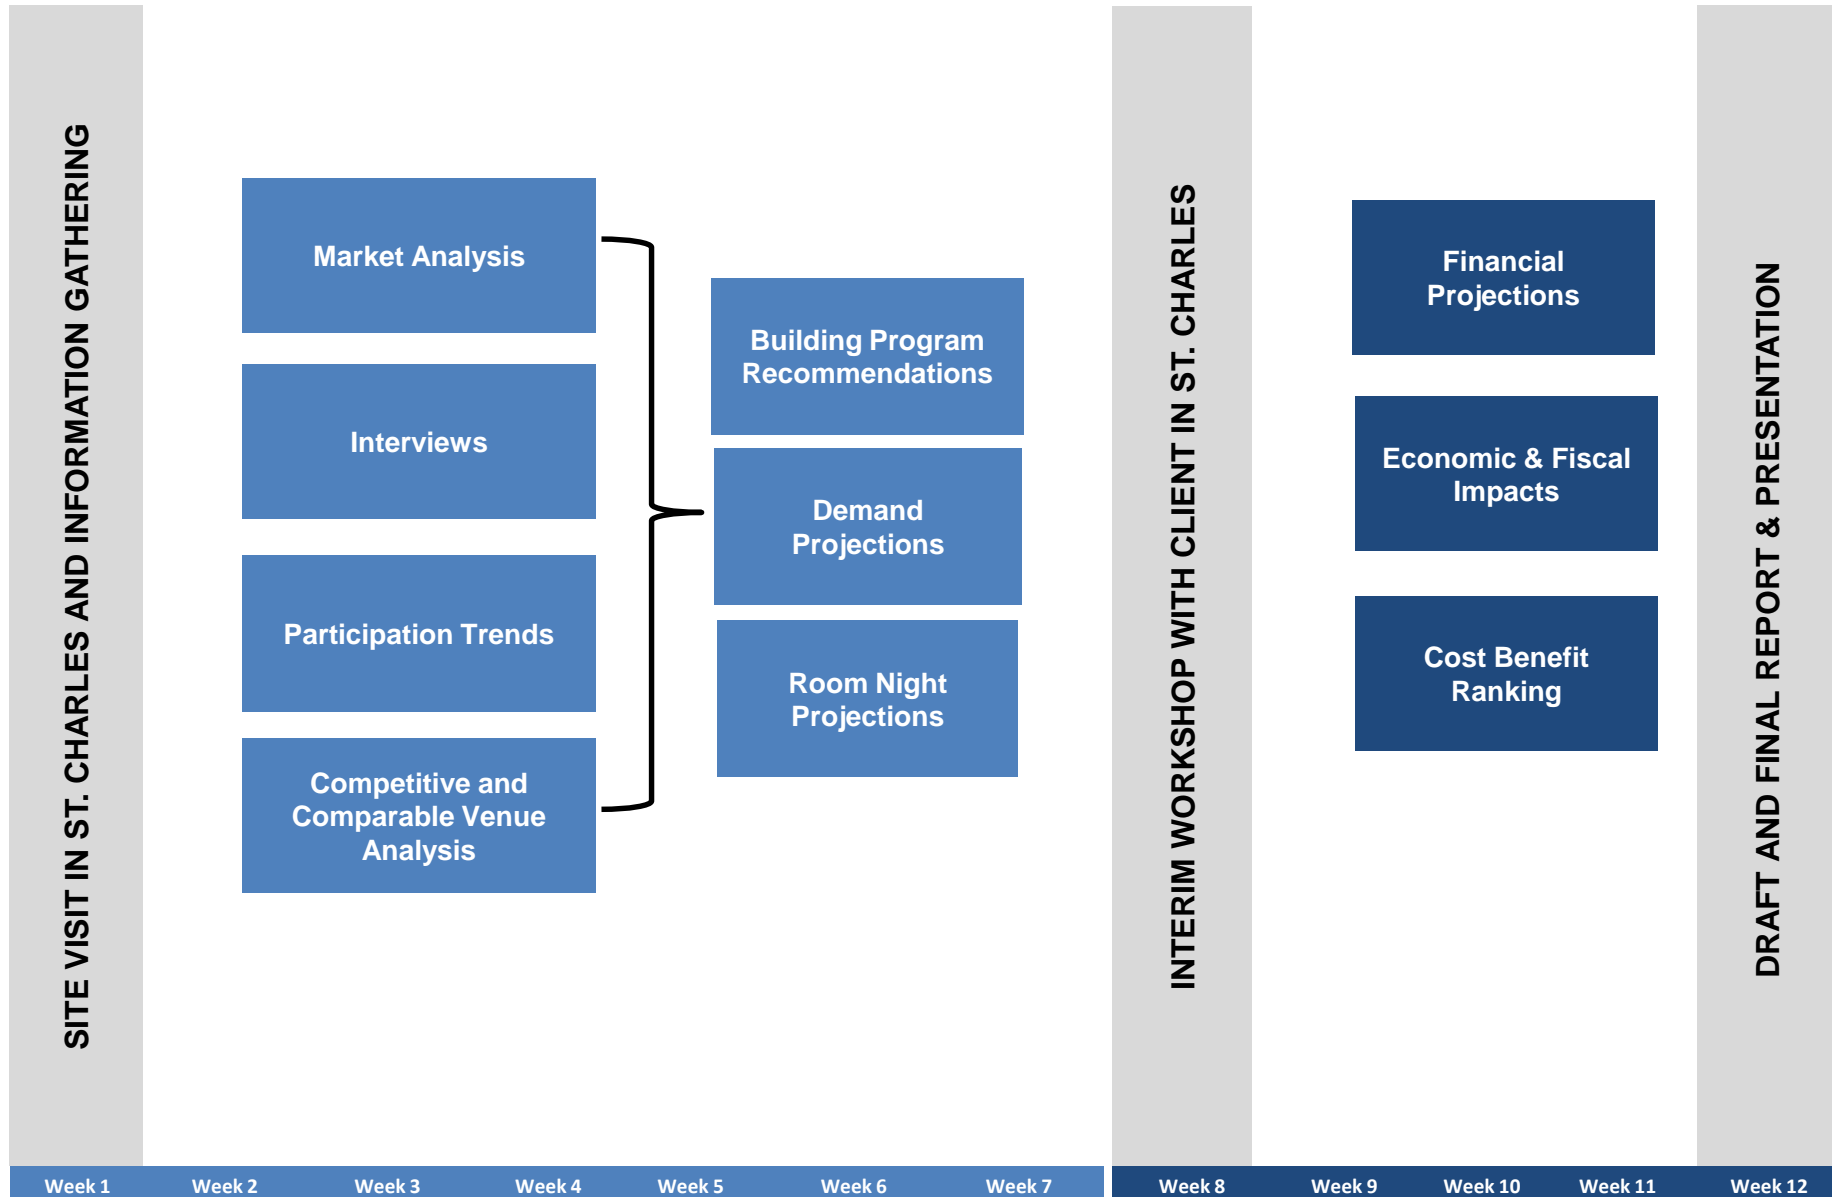 SITE VISIT IN ST. CHARLES AND INFORMATION GATHERING
Market Analysis
Interviews
Participation Trends
Competitive and
Comparable Venue
Analysis
Building Program
Recommendations
Demand
Projections
Room Night
Projections
INTERIM WORKSHOP WITH CLIENT IN ST. CHARLES
Financial
Projections
Economic & Fiscal
Impacts
Cost Benefit
Ranking
DRAFT AND FINAL REPORT & PRESENTATION
Week 1 Week 2 Week 3 Week 4 Week 5 Week 6 Week 7 Week 8 Week 9 Week 10 Week 11 Week 12